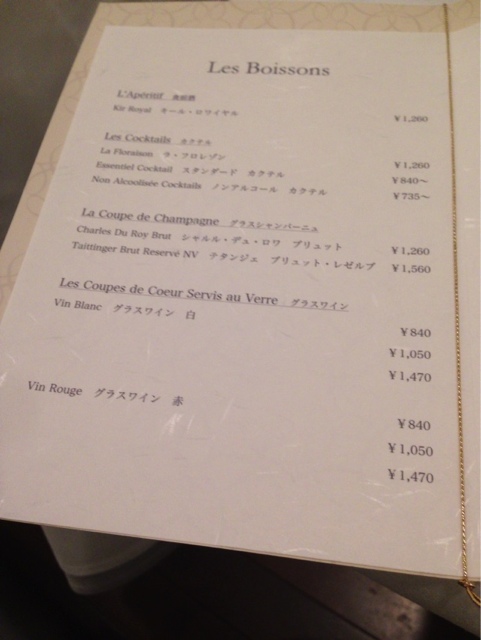 Les Boissons
L'Apéritif 食前酒
Kir Royal キール・ロワイヤル ¥1,260
Les Cocktails カクテル
La Floraison ラ・フロレゾン ¥1,260
Essentiel Cocktail スタンダード カクテル ¥840～
Non Alcoolisée Cocktails ノンアルコール カクテル ¥735～
La Coupe de Champagne グラスシャンパーニュ
Charles Du Roy Brut シャルル・デュ・ロワ ブリュット ¥1,260
Taittinger Brut Reservé NV テタンジェ ブリュット・レゼルブ ¥1,560
Les Coupes de Coeur Servis au Verre グラスワイン
Vin Blanc グラスワイン 白 ¥840
¥1,050
¥1,470
Vin Rouge グラスワイン 赤 ¥840
¥1,050
¥1,470